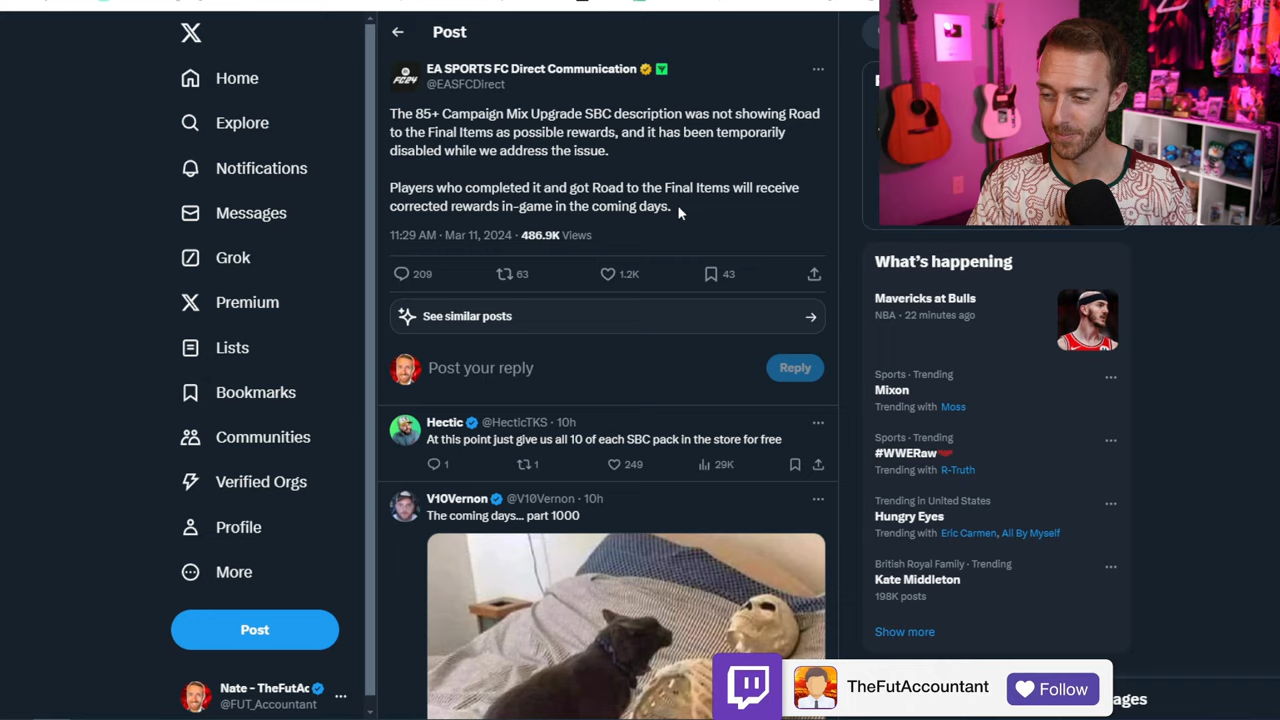 Home
Explore
Notifications
Messages
Grok
Premium
Lists
Bookmarks
Communities
Verified Orgs
Profile
More
Post
Nate - TheFutAc
@FUT_Accountant
Post
EA SPORTS FC Direct Communication
@EASFCDirect
The 85+ Campaign Mix Upgrade SBC description was not showing Road
to the Final Items as possible rewards, and it has been temporarily
disabled while we address the issue.
Players who completed it and got Road to the Final Items will receive
corrected rewards in-game in the coming days.
11:29 AM · Mar 11, 2024 · 486.9K Views
209 63 1.2K 43
See similar posts
Post your reply
Reply
Hectic @HecticTKS · 10h
At this point just give us all 10 of each SBC pack in the store for free
1 1 249 29K
V10Vernon @V10Vernon · 10h
The coming days... part 1000
What's happening
Mavericks at Bulls
NBA · 22 minutes ago
Sports · Trending
Mixon
Trending with Moss
Sports · Trending
#WWERaw
Trending with R-Truth
Trending in United States
Hungry Eyes
Trending with Eric Carmen, All By Myself
British Royal Family · Trending
Kate Middleton
198K posts
Show more
TheFutAccountant
Follow